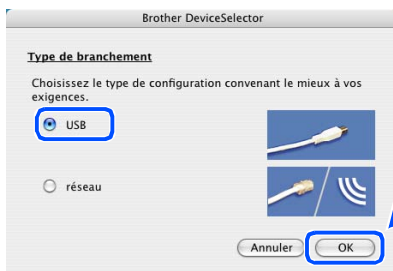 Brother DeviceSelector
Type de branchement
Choisissez le type de configuration convenant le mieux à vos
exigences.
USB
réseau
Annuler OK